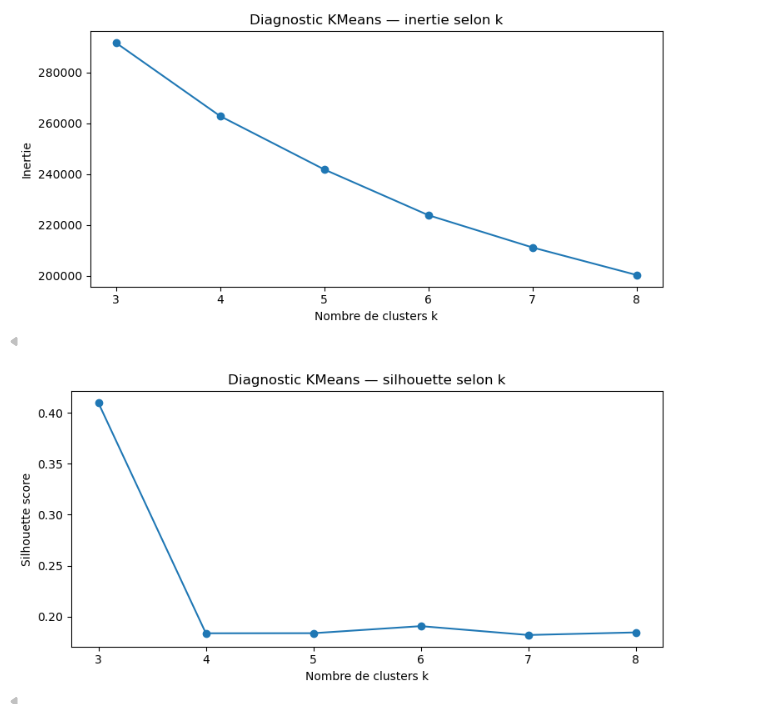 Diagnostic KMeans — inertie selon k
280000
260000
240000
220000
200000
Inertie
3 4 5 6 7 8
Nombre de clusters k
Diagnostic KMeans — silhouette selon k
0.40
0.35
0.30
0.25
0.20
Silhouette score
3 4 5 6 7 8
Nombre de clusters k